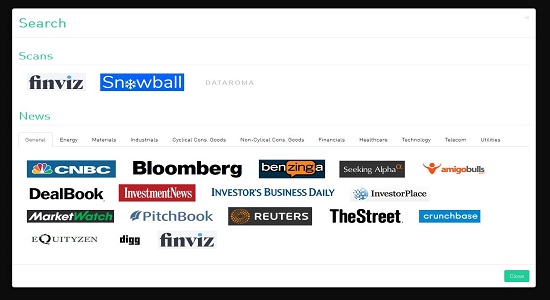 Search
Scans
finviz Snowball DATAROMA
News
General Energy Materials Industrials Cyclical Cons. Goods Non-Cylical Cons. Goods Financials Healthcare Technology Telecom Utilities
CNBC Bloomberg benzinga Seeking Alpha α amigobulls
DealBook InvestmentNews INVESTOR'S BUSINESS DAILY InvestorPlace
MarketWatch PitchBook REUTERS TheStreet crunchbase
EQUITYZEN digg finviz
Close